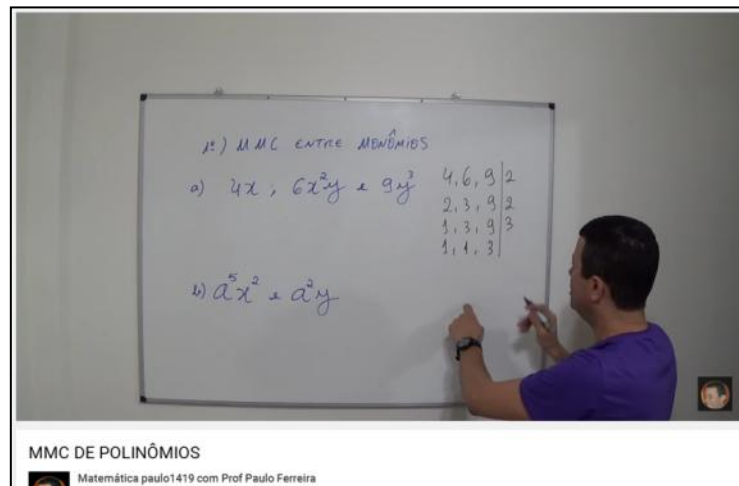 1º) MMC ENTRE MONÔMIOS
a) 4x ; 6x²y e 9y³
4, 6, 9 | 2
2, 3, 9 | 2
1, 3, 9 | 3
1, 1, 3 |
b) a⁵x² e a²y
MMC DE POLINÔMIOS
Matemática paulo1419 com Prof Paulo Ferreira